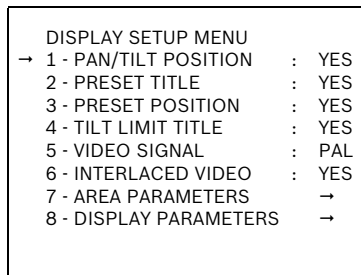 DISPLAY SETUP MENU
→ 1 - PAN/TILT POSITION : YES
2 - PRESET TITLE : YES
3 - PRESET POSITION : YES
4 - TILT LIMIT TITLE : YES
5 - VIDEO SIGNAL : PAL
6 - INTERLACED VIDEO : YES
7 - AREA PARAMETERS →
8 - DISPLAY PARAMETERS →